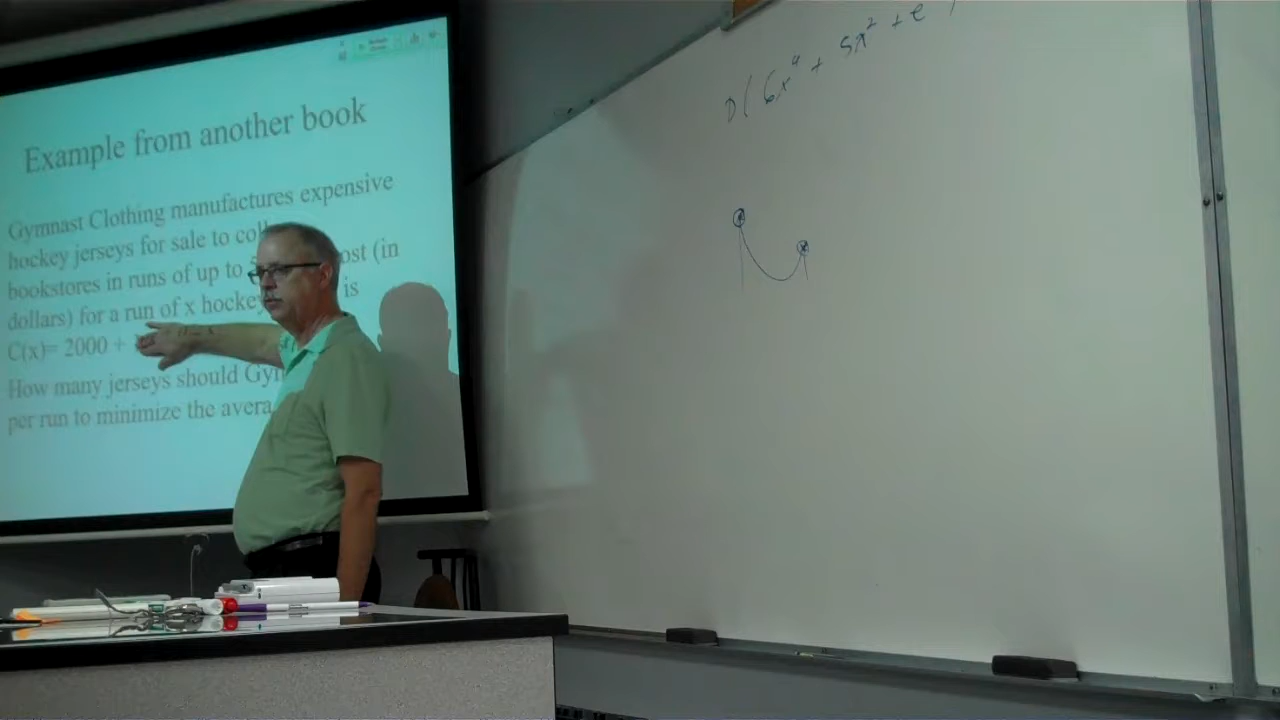 Example from another book
Gymnast Clothing manufactures expensive
hockey jerseys for sale to
bookstores in runs of up to ost (in
dollars) for a run of x hockey is
C(x)= 2000 +
How many jerseys should Gym
per run to minimize the avera
D(6x⁴ + 5x² + e